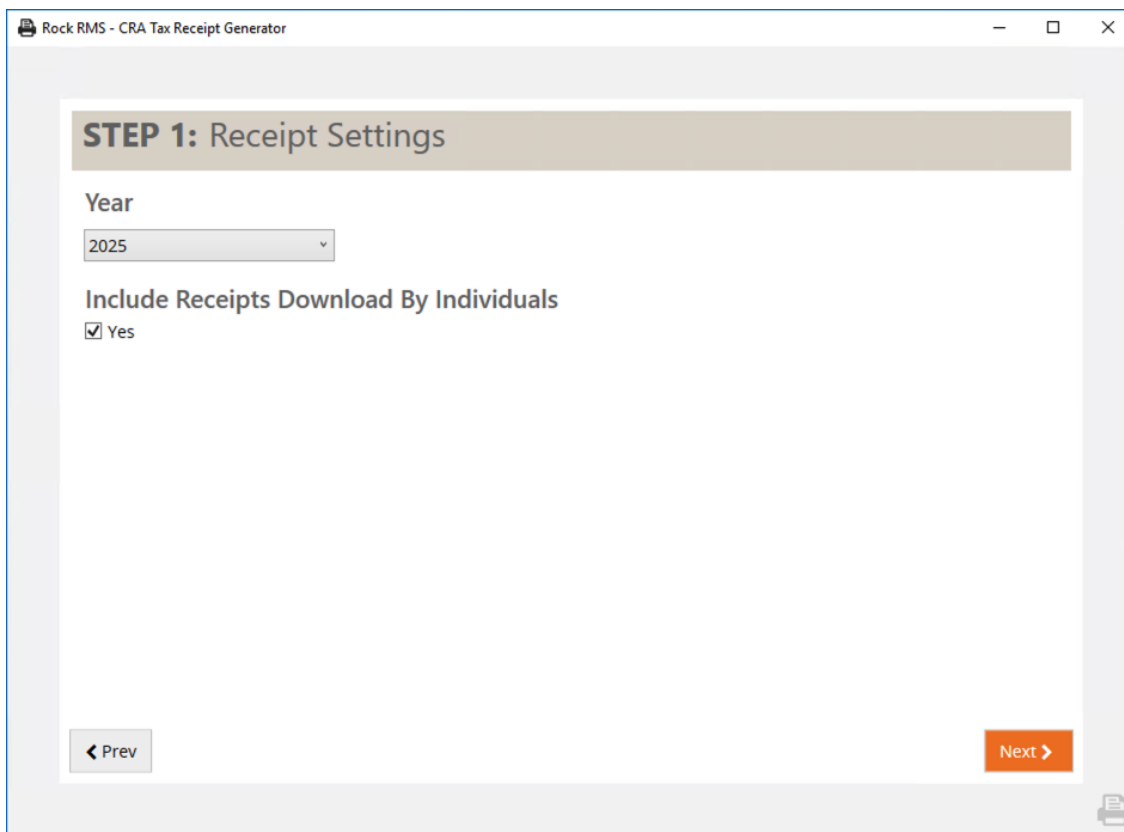 Rock RMS - CRA Tax Receipt Generator
STEP 1: Receipt Settings
Year
2025
Include Receipts Download By Individuals
Yes
Prev
Next